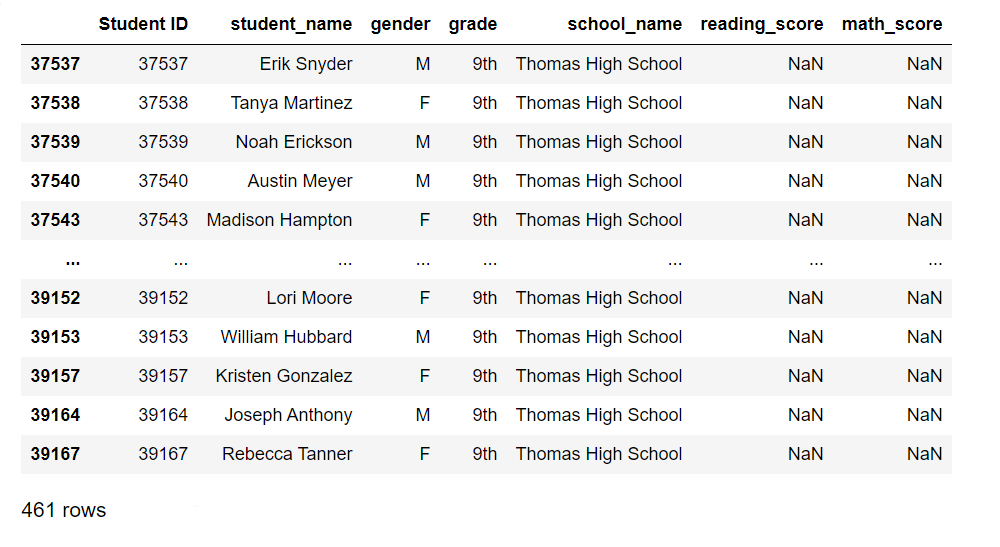 Student ID student_name gender grade school_name reading_score math_score
37537 37537 Erik Snyder M 9th Thomas High School NaN NaN
37538 37538 Tanya Martinez F 9th Thomas High School NaN NaN
37539 37539 Noah Erickson M 9th Thomas High School NaN NaN
37540 37540 Austin Meyer M 9th Thomas High School NaN NaN
37543 37543 Madison Hampton F 9th Thomas High School NaN NaN
... ... ... ... ... ... ... ...
39152 39152 Lori Moore F 9th Thomas High School NaN NaN
39153 39153 William Hubbard M 9th Thomas High School NaN NaN
39157 39157 Kristen Gonzalez F 9th Thomas High School NaN NaN
39164 39164 Joseph Anthony M 9th Thomas High School NaN NaN
39167 39167 Rebecca Tanner F 9th Thomas High School NaN NaN
461 rows